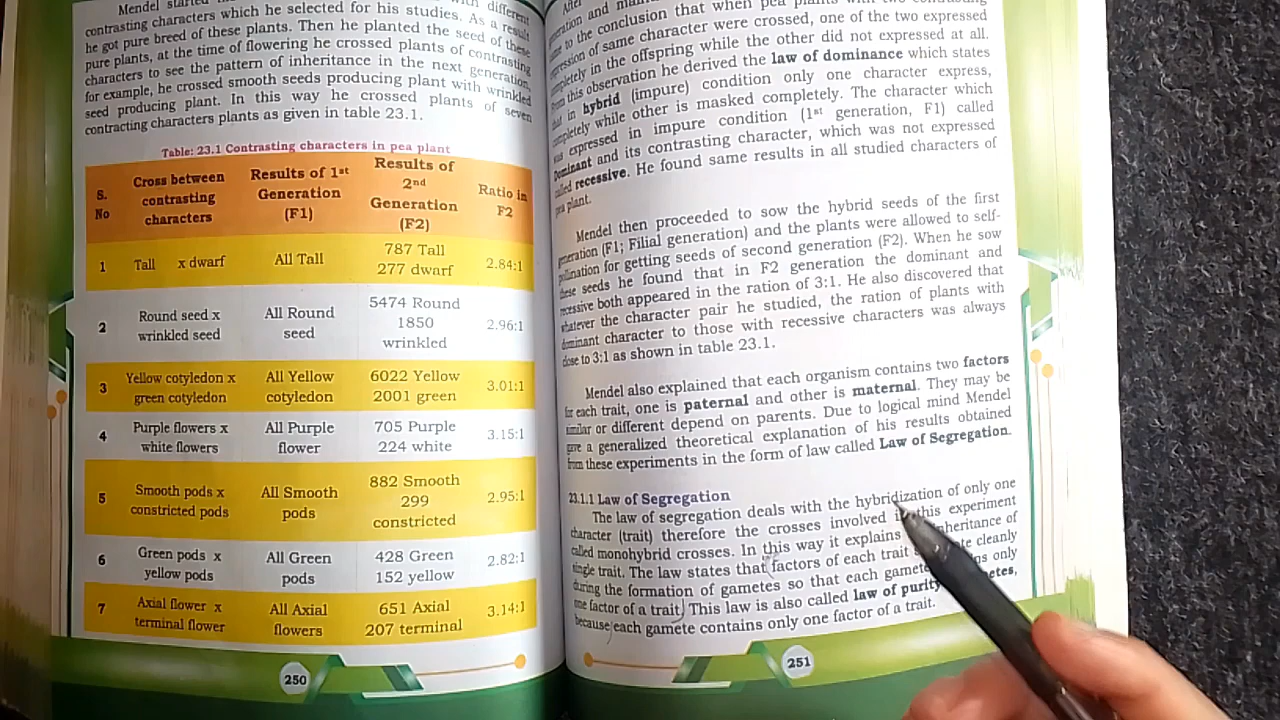 Mendel started with different
contrasting characters which he selected for his studies. As a result
he got pure breed of these plants. Then he planted the seed of these
pure plants, at the time of flowering he crossed plants of contrasting
characters to see the pattern of inheritance in the next generation,
for example, he crossed smooth seeds producing plant with wrinkled
seed producing plant. In this way he crossed plants of seven
contracting characters plants as given in table 23.1.
Table: 23.1 Contrasting characters in pea plant
S. No | Cross between contrasting characters | Results of 1st Generation (F1) | Results of 2nd Generation (F2) | Ratio in F2
1 Tall x dwarf All Tall 787 Tall 277 dwarf 2.84:1
2 Round seed x wrinkled seed All Round seed 5474 Round 1850 wrinkled 2.96:1
3 Yellow cotyledon x green cotyledon All Yellow cotyledon 6022 Yellow 2001 green 3.01:1
4 Purple flowers x white flowers All Purple flower 705 Purple 224 white 3.15:1
5 Smooth pods x constricted pods All Smooth pods 882 Smooth 299 constricted 2.95:1
6 Green pods x yellow pods All Green pods 428 Green 152 yellow 2.82:1
7 Axial flower x terminal flower All Axial flowers 651 Axial 207 terminal 3.14:1
250
After
to the conclusion that when pea plants with two contrasting
expression of same character were crossed, one of the two expressed
completely in the offspring while the other did not expressed at all.
From this observation he derived the law of dominance which states
that in hybrid (impure) condition only one character express,
completely while other is masked completely. The character which
was expressed in impure condition (1st generation, F1) called
Dominant and its contrasting character, which was not expressed
called recessive. He found same results in all studied characters of
pea plant.
Mendel then proceeded to sow the hybrid seeds of the first
generation (F1; Filial generation) and the plants were allowed to self-
pollination for getting seeds of second generation (F2). When he sow
these seeds he found that in F2 generation the dominant and
recessive both appeared in the ration of 3:1. He also discovered that
whatever the character pair he studied, the ration of plants with
dominant character to those with recessive characters was always
close to 3:1 as shown in table 23.1.
Mendel also explained that each organism contains two factors
for each trait, one is paternal and other is maternal. They may be
similar or different depend on parents. Due to logical mind Mendel
gave a generalized theoretical explanation of his results obtained
from these experiments in the form of law called Law of Segregation.
23.1.1 Law of Segregation
The law of segregation deals with the hybridization of only one
character (trait) therefore the crosses involved in this experiment
called monohybrid crosses. In this way it explains inheritance of
single trait. The law states that factors of each trait cleanly
during the formation of gametes so that each gamete only
one factor of a trait. This law is also called law of purity
because each gamete contains only one factor of a trait.
251